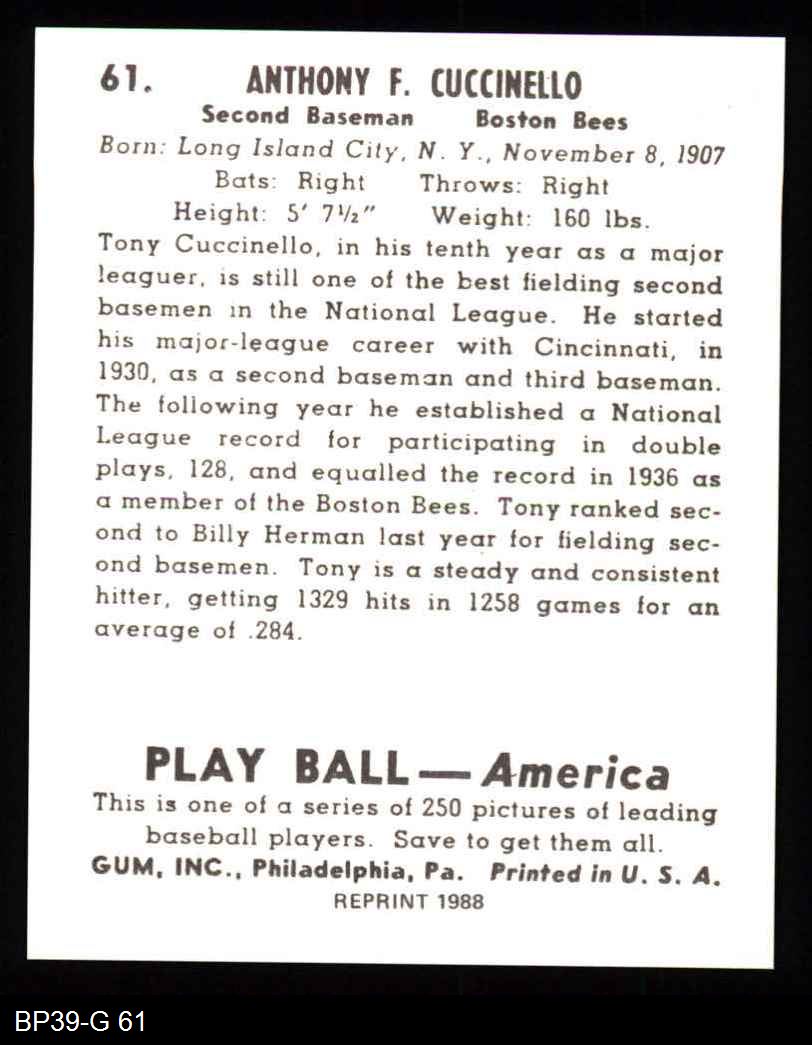 61. ANTHONY F. CUCCINELLO
Second Baseman Boston Bees
Born: Long Island City, N. Y., November 8, 1907
Bats: Right Throws: Right
Height: 5' 7½" Weight: 160 lbs.
Tony Cuccinello, in his tenth year as a major
leaguer, is still one of the best fielding second
basemen in the National League. He started
his major-league career with Cincinnati, in
1930, as a second baseman and third baseman.
The following year he established a National
League record for participating in double
plays, 128, and equalled the record in 1936 as
a member of the Boston Bees. Tony ranked sec-
ond to Billy Herman last year for fielding sec-
ond basemen. Tony is a steady and consistent
hitter, getting 1329 hits in 1258 games for an
average of .284.
PLAY BALL—America
This is one of a series of 250 pictures of leading
baseball players. Save to get them all.
GUM, INC., Philadelphia, Pa. Printed in U. S. A.
REPRINT 1988
BP39-G 61